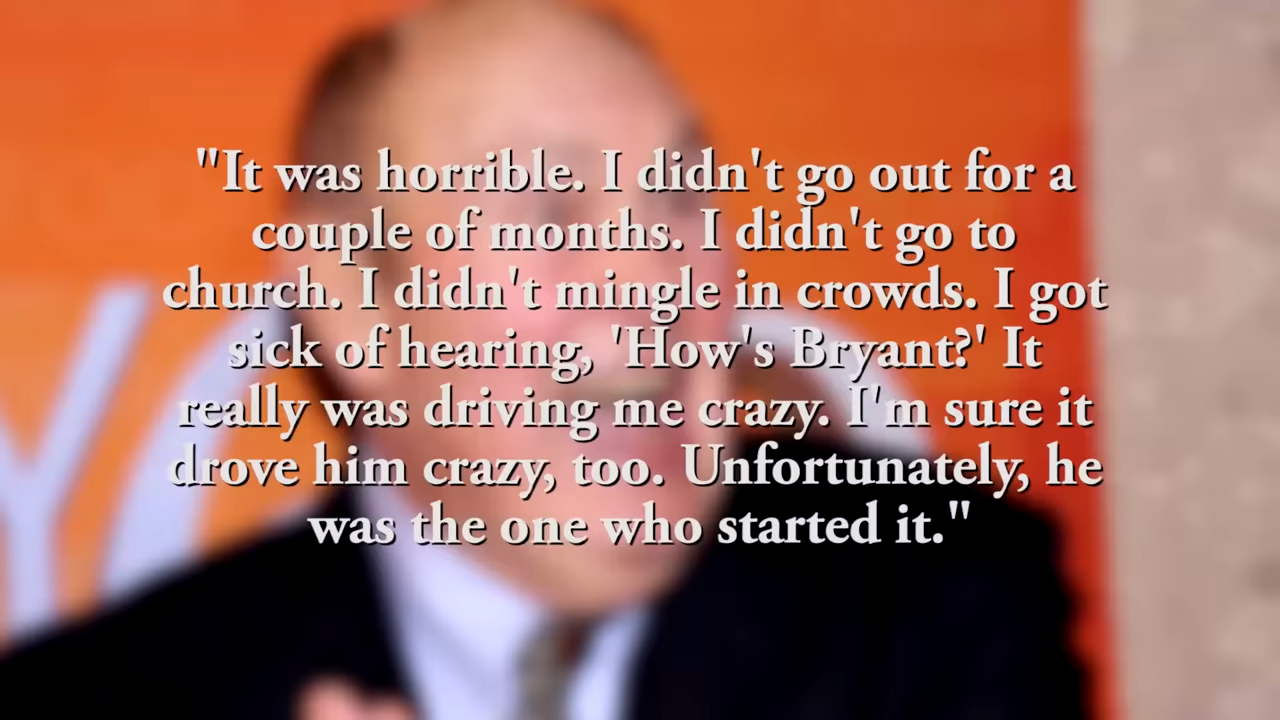 "It was horrible. I didn't go out for a
couple of months. I didn't go to
church. I didn't mingle in crowds. I got
sick of hearing, 'How's Bryant?' It
really was driving me crazy. I'm sure it
drove him crazy, too. Unfortunately, he
was the one who started it."